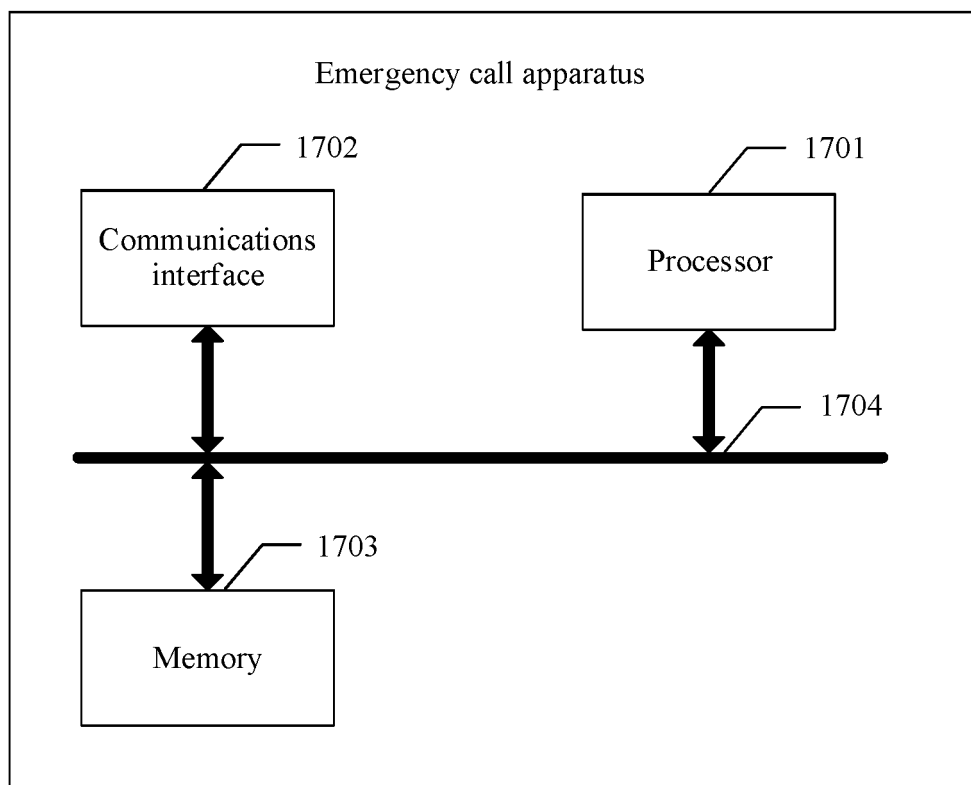 Emergency call apparatus
1702
1701
Communications
interface
Processor
1704
1703
Memory